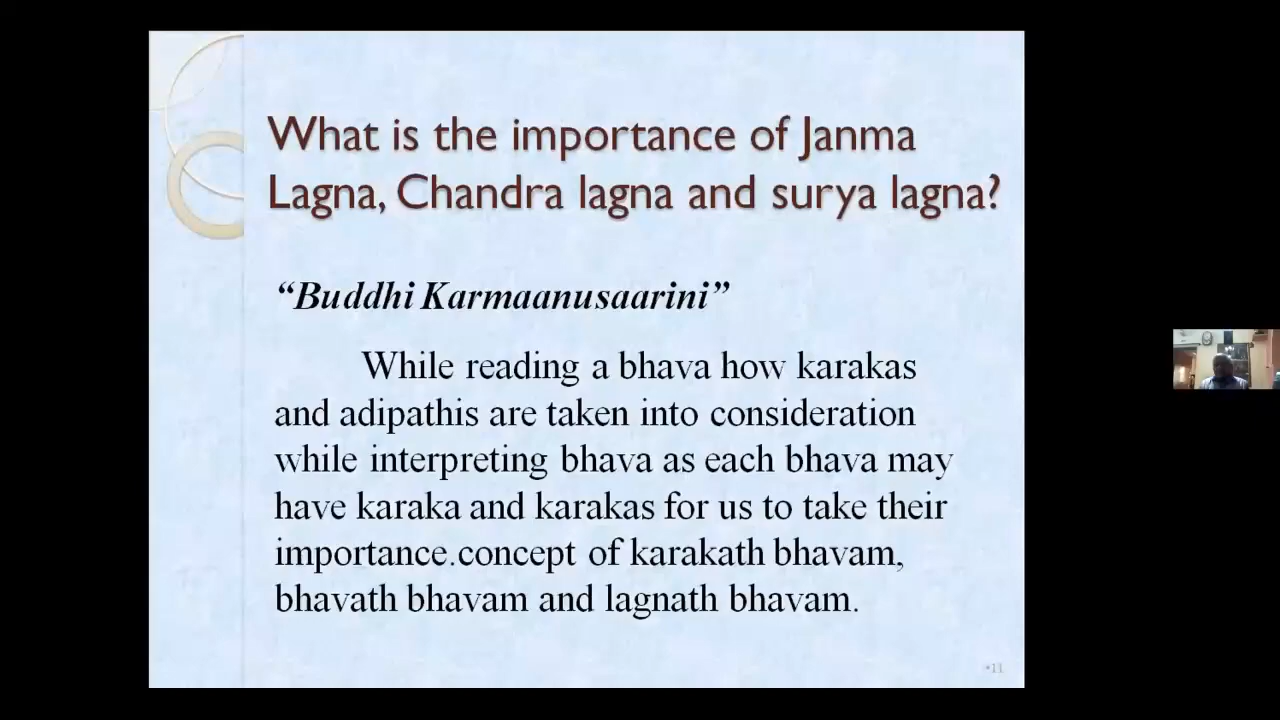 What is the importance of Janma
Lagna, Chandra lagna and surya lagna?
“Buddhi Karmaanusaarini”
While reading a bhava how karakas
and adipathis are taken into consideration
while interpreting bhava as each bhava may
have karaka and karakas for us to take their
importance.concept of karakath bhavam,
bhavath bhavam and lagnath bhavam.
•11